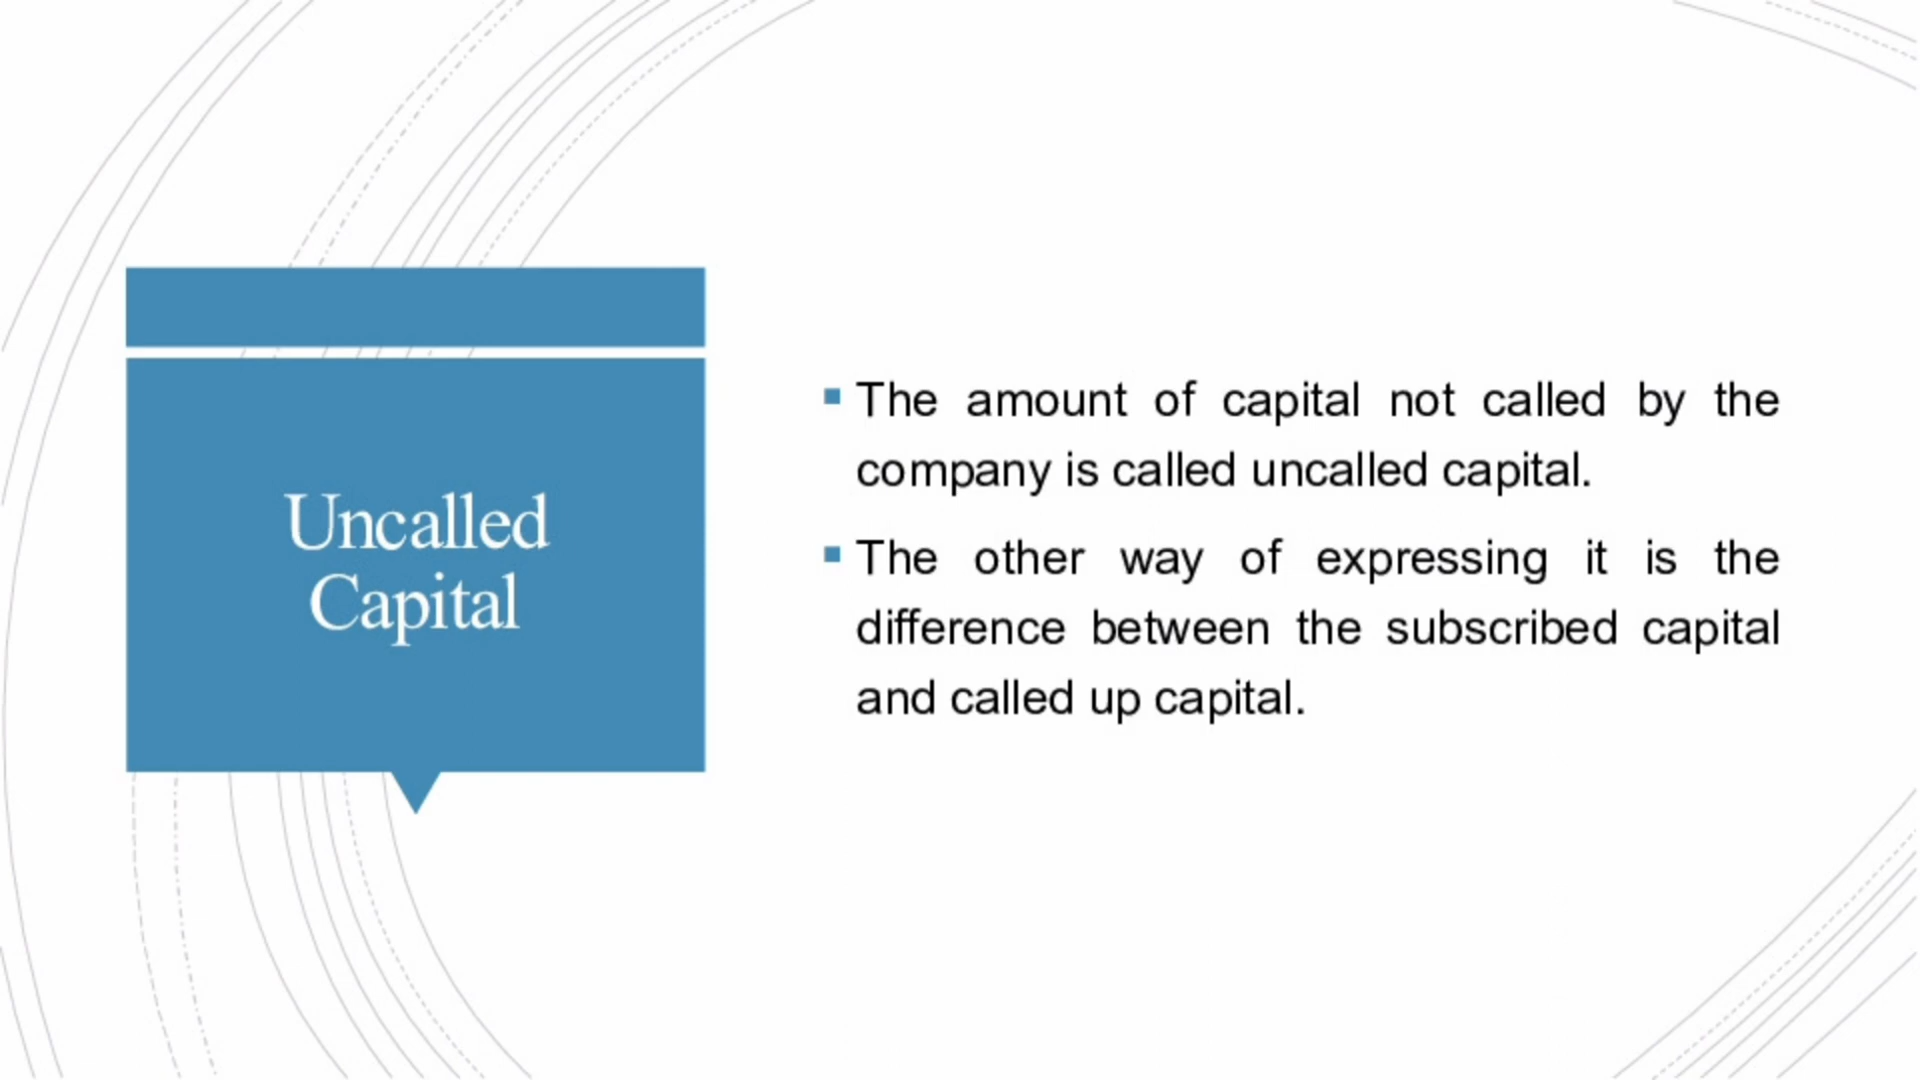 Uncalled
Capital
The amount of capital not called by the
company is called uncalled capital.
The other way of expressing it is the
difference between the subscribed capital
and called up capital.